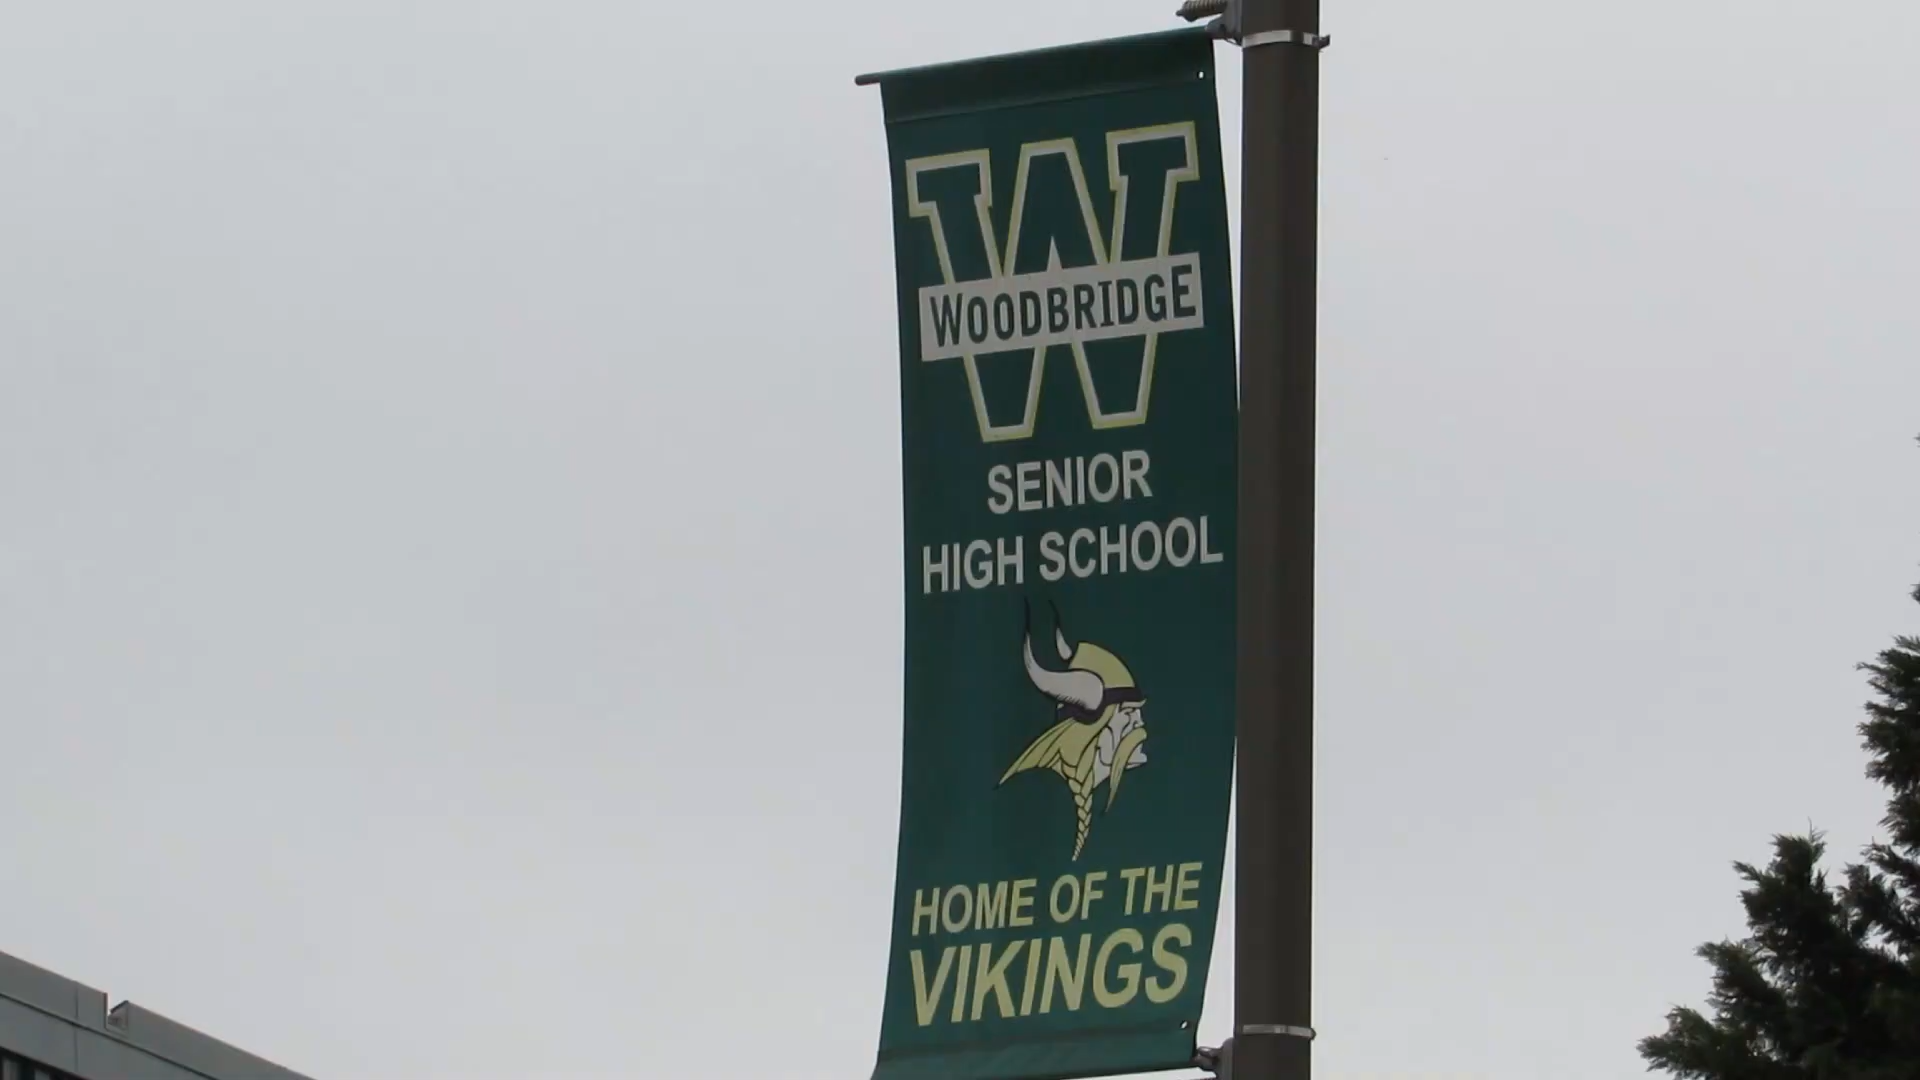 W
WOODBRIDGE
SENIOR
HIGH SCHOOL
HOME OF THE
VIKINGS